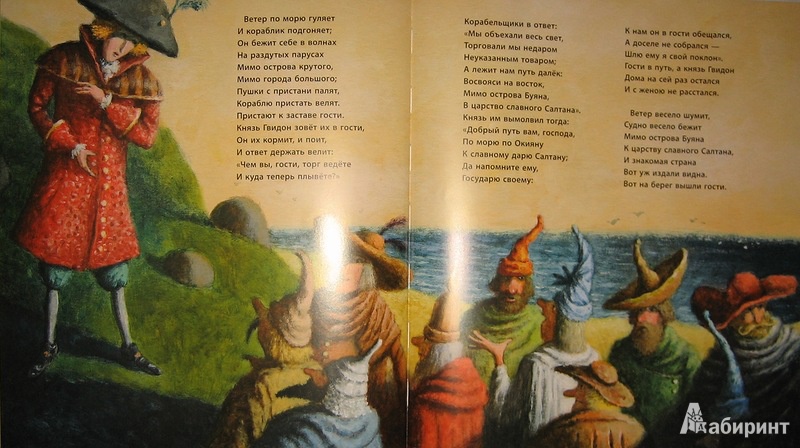 Ветер по морю гуляет
И кораблик подгоняет;
Он бежит себе в волнах
На раздутых парусах
Мимо острова крутого,
Мимо города большого;
Пушки с пристани палят,
Кораблю пристать велят.
Пристают к заставе гости.
Князь Гвидон зовёт их в гости,
Он их кормит, и поит,
И ответ держать велит:
«Чем вы, гости, торг ведёте
И куда теперь плывёте?»
Корабельщики в ответ:
«Мы объехали весь свет,
Торговали мы недаром
Неуказанным товаром;
А лежит нам путь далёк:
Восвояси на восток,
Мимо острова Буяна,
В царство славного Салтана».
Князь им вымолвил тогда:
«Добрый путь вам, господа,
По морю по Окияну
К славному дарю Салтану;
Да напомните ему,
Государю своему:
К нам он в гости обещался,
А доселе не собрался —
Шлю ему я свой поклон».
Гости в путь, а князь Гвидон
Дома на сей раз остался
И с женою не расстался.
Ветер весело шумит,
Судно весело бежит
Мимо острова Буяна
К царству славного Салтана,
И знакомая страна
Вот уж издали видна.
Вот на берег вышли гости.
Лабиринт